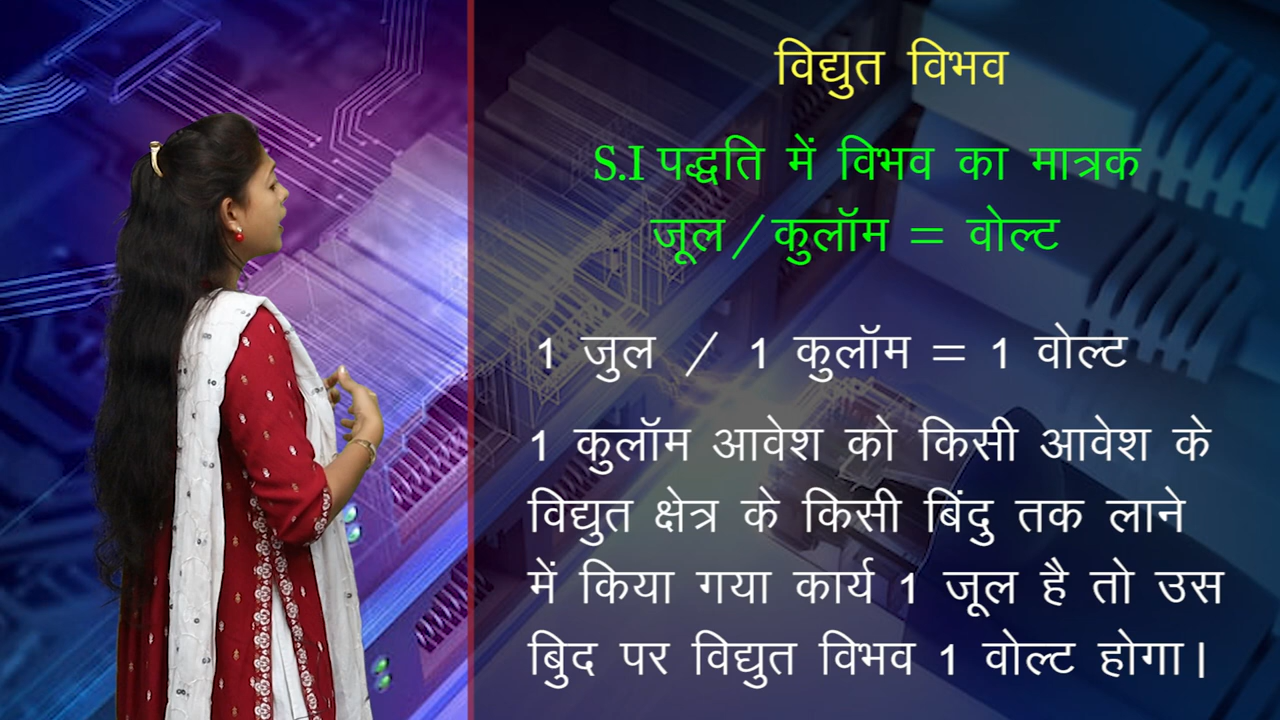 विद्युत विभव
S.I पद्धति में विभव का मात्रक
जूल / कुलॉम = वोल्ट
1 जुल / 1 कुलॉम = 1 वोल्ट
1 कुलॉम आवेश को किसी आवेश के
विद्युत क्षेत्र के किसी बिंदु तक लाने
में किया गया कार्य 1 जूल है तो उस
बिुद पर विद्युत विभव 1 वोल्ट होगा।